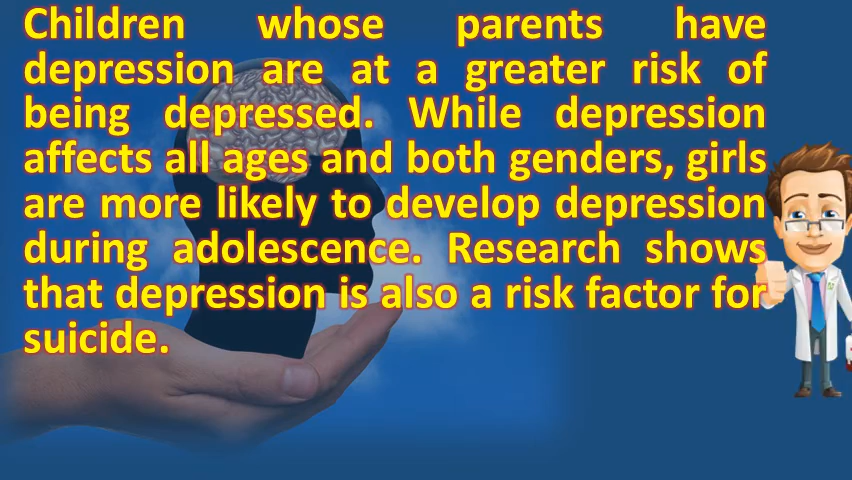 Children whose parents have
depression are at a greater risk of
being depressed. While depression
affects all ages and both genders, girls
are more likely to develop depression
during adolescence. Research shows
that depression is also a risk factor for
suicide.